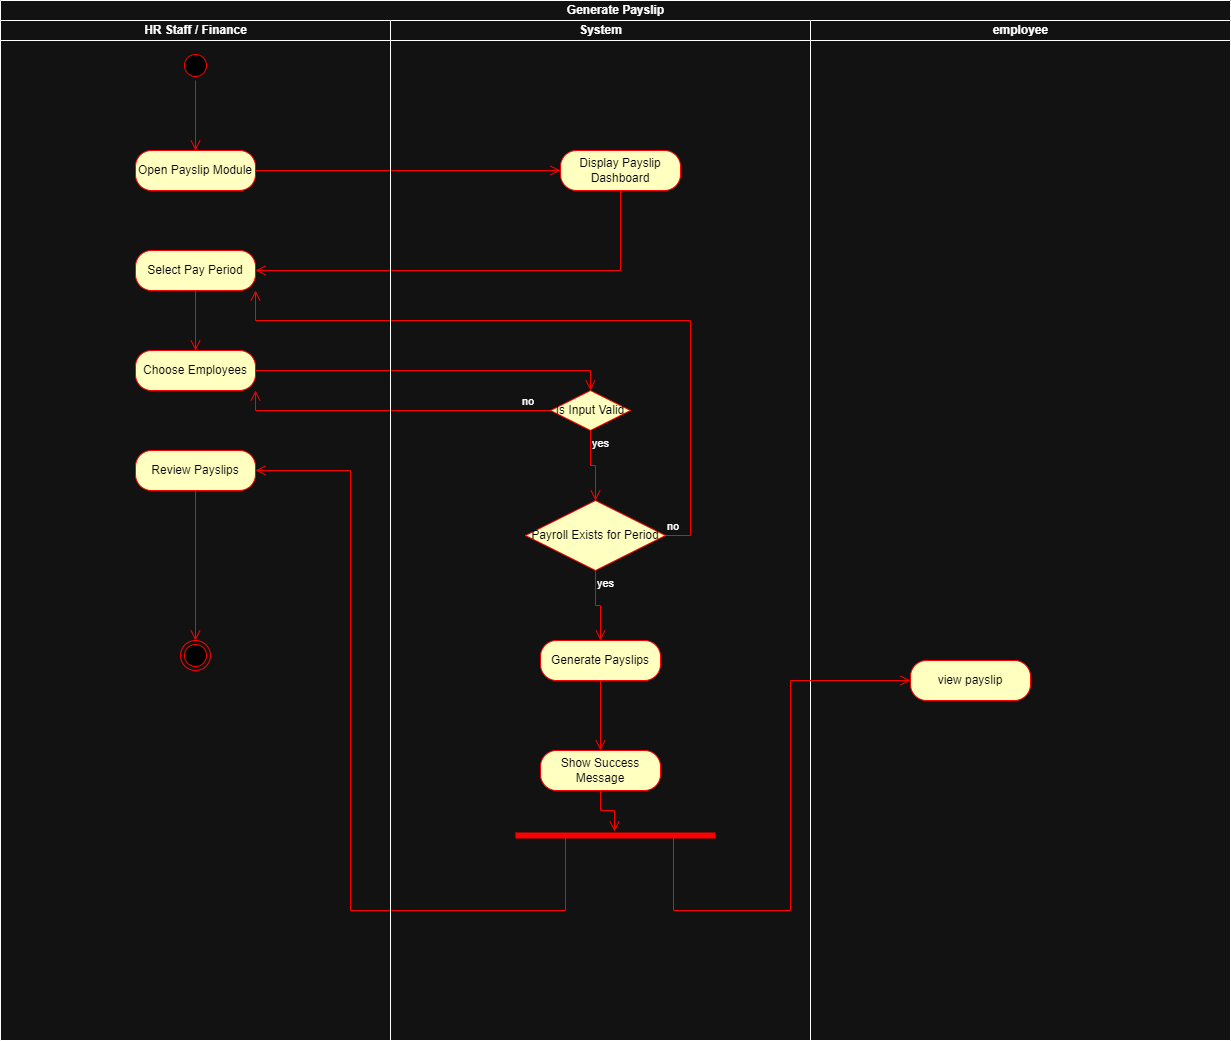 Generate Payslip
HR Staff / Finance
System
employee
Open Payslip Module
Display Payslip
Dashboard
Select Pay Period
Choose Employees
no
Is Input Valid
yes
Review Payslips
Payroll Exists for Period
no
yes
Generate Payslips
view payslip
Show Success
Message